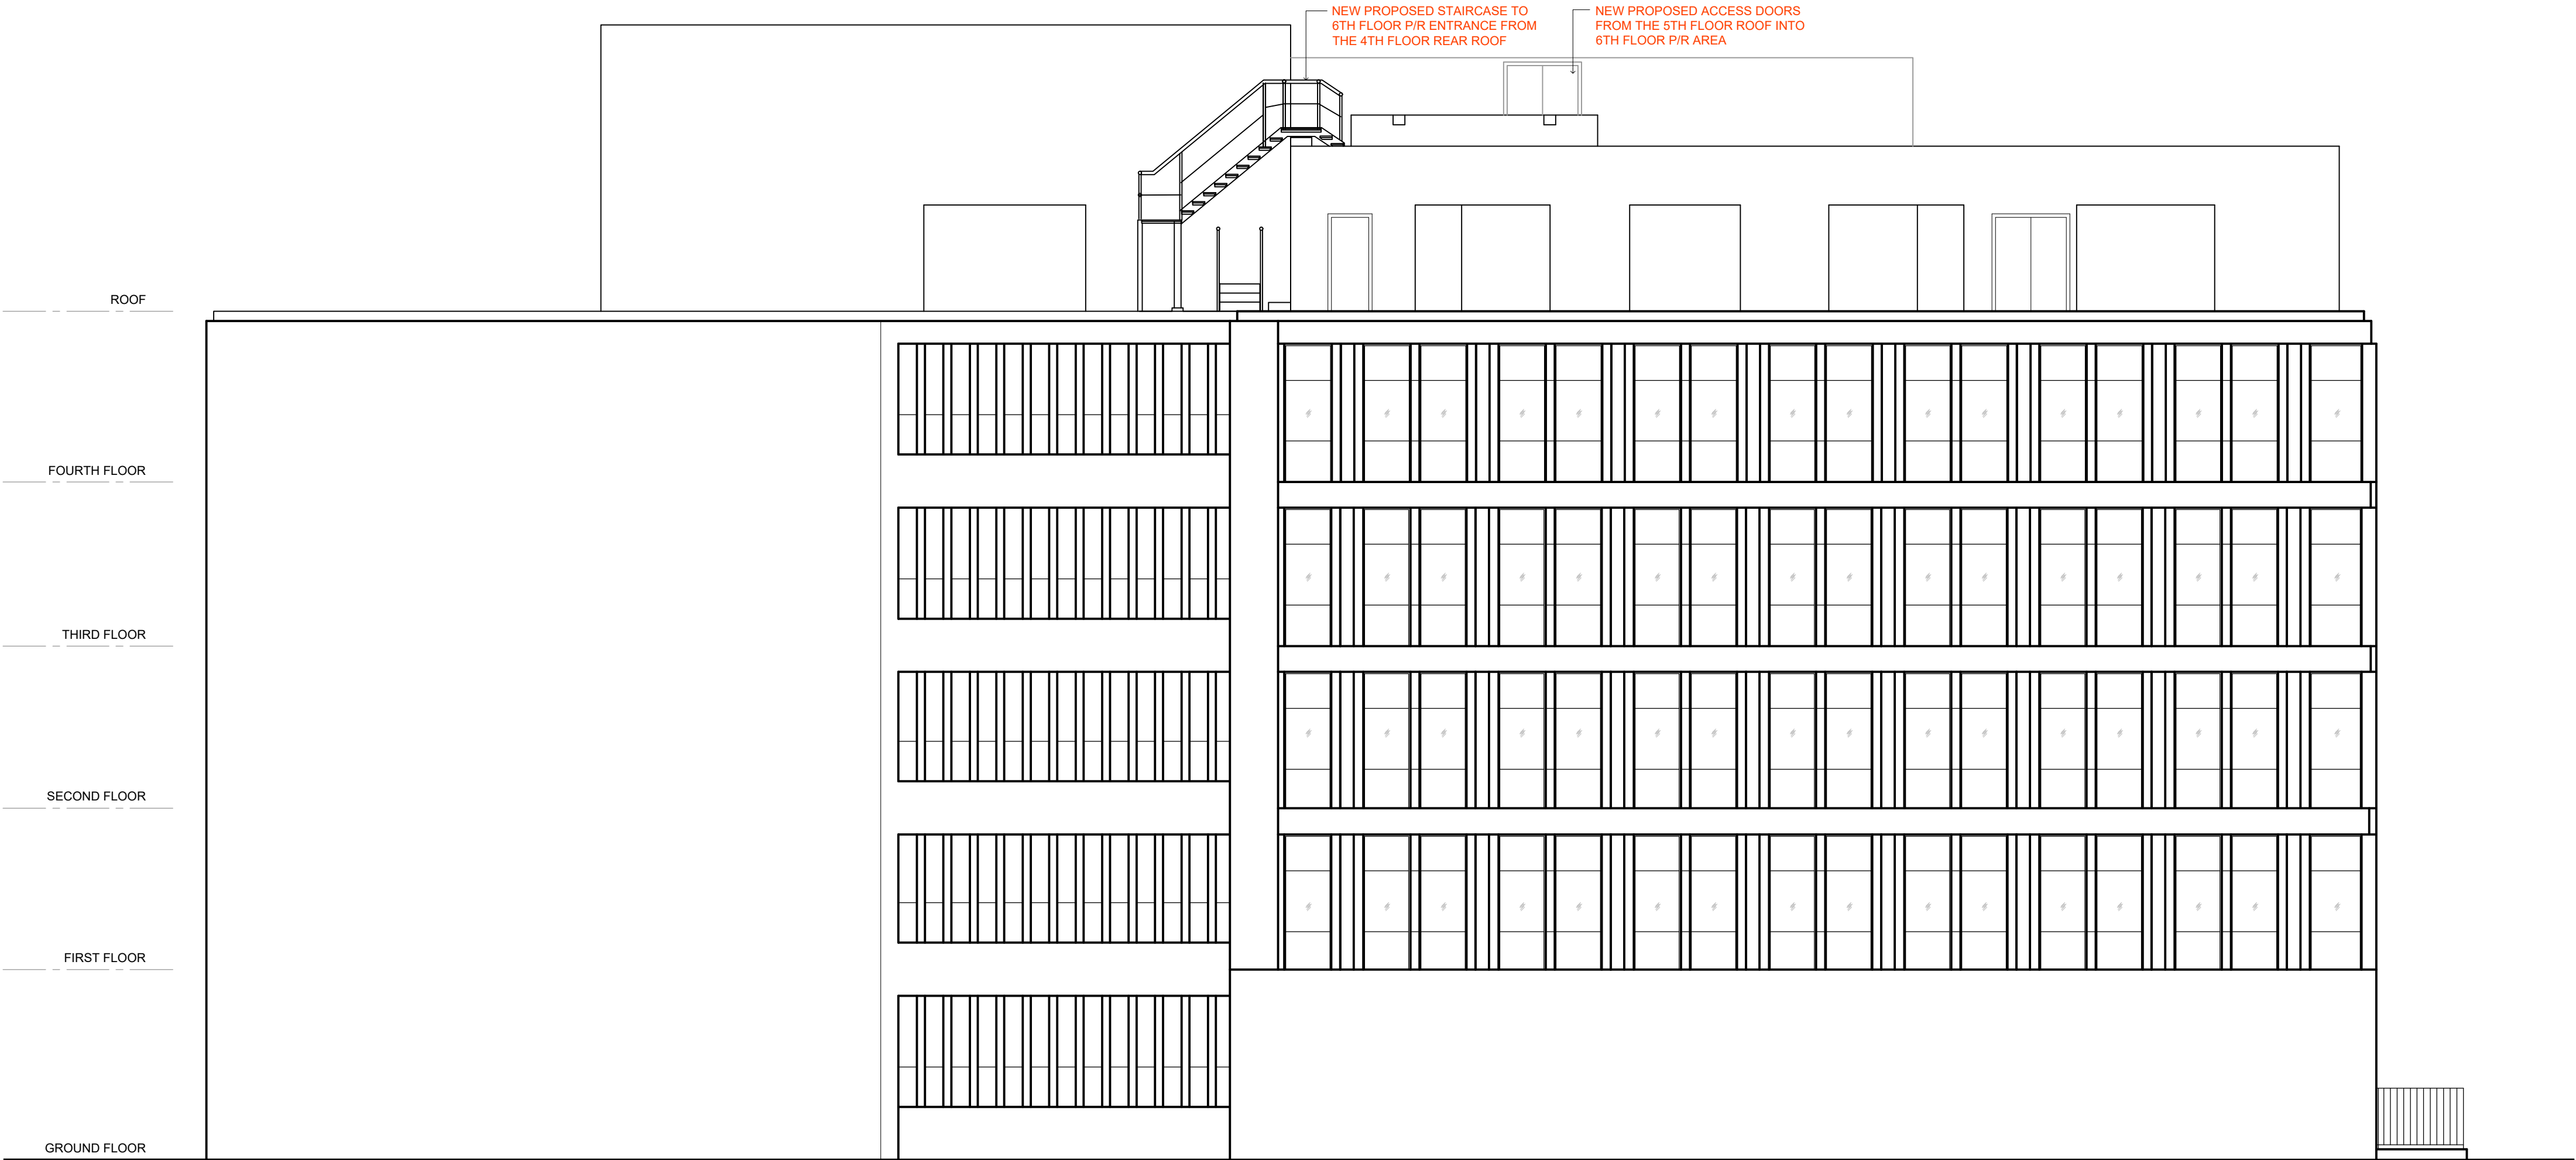 NEW PROPOSED STAIRCASE TO
6TH FLOOR P/R ENTRANCE FROM
THE 4TH FLOOR REAR ROOF
NEW PROPOSED ACCESS DOORS
FROM THE 5TH FLOOR ROOF INTO
6TH FLOOR P/R AREA
ROOF
FOURTH FLOOR
THIRD FLOOR
SECOND FLOOR
FIRST FLOOR
GROUND FLOOR